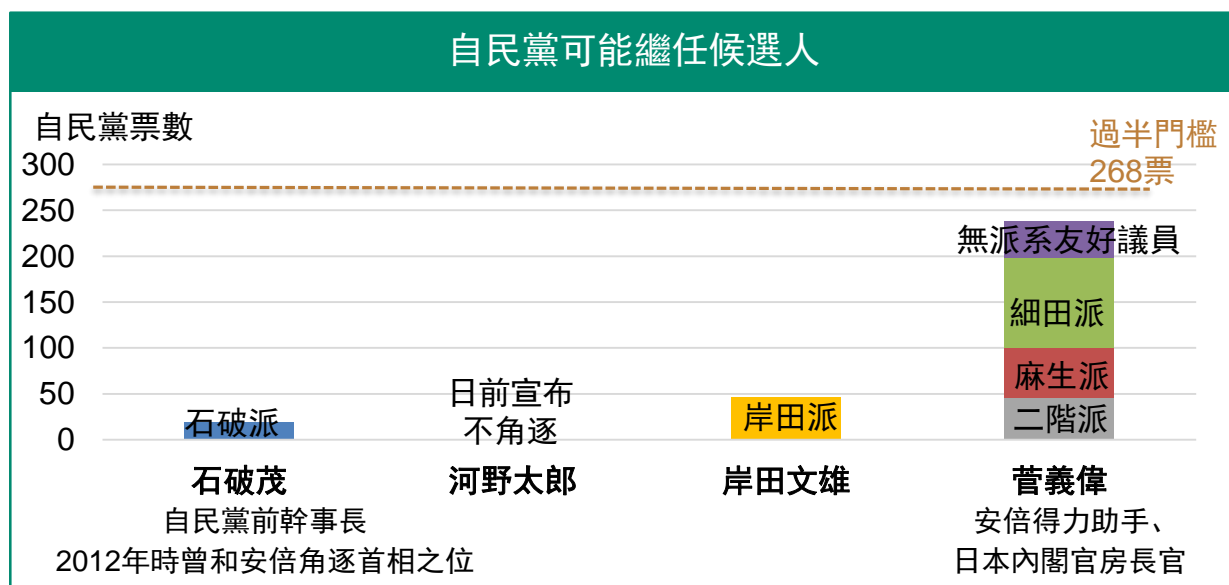 自民黨可能繼任候選人
自民黨票數
過半門檻
268票
300
250
200
150
100
50
0
無派系友好議員
細田派
麻生派
二階派
石破派
日前宣布
不角逐
岸田派
石破茂
河野太郎
岸田文雄
菅義偉
自民黨前幹事長
2012年時曾和安倍角逐首相之位
安倍得力助手、
日本內閣官房長官